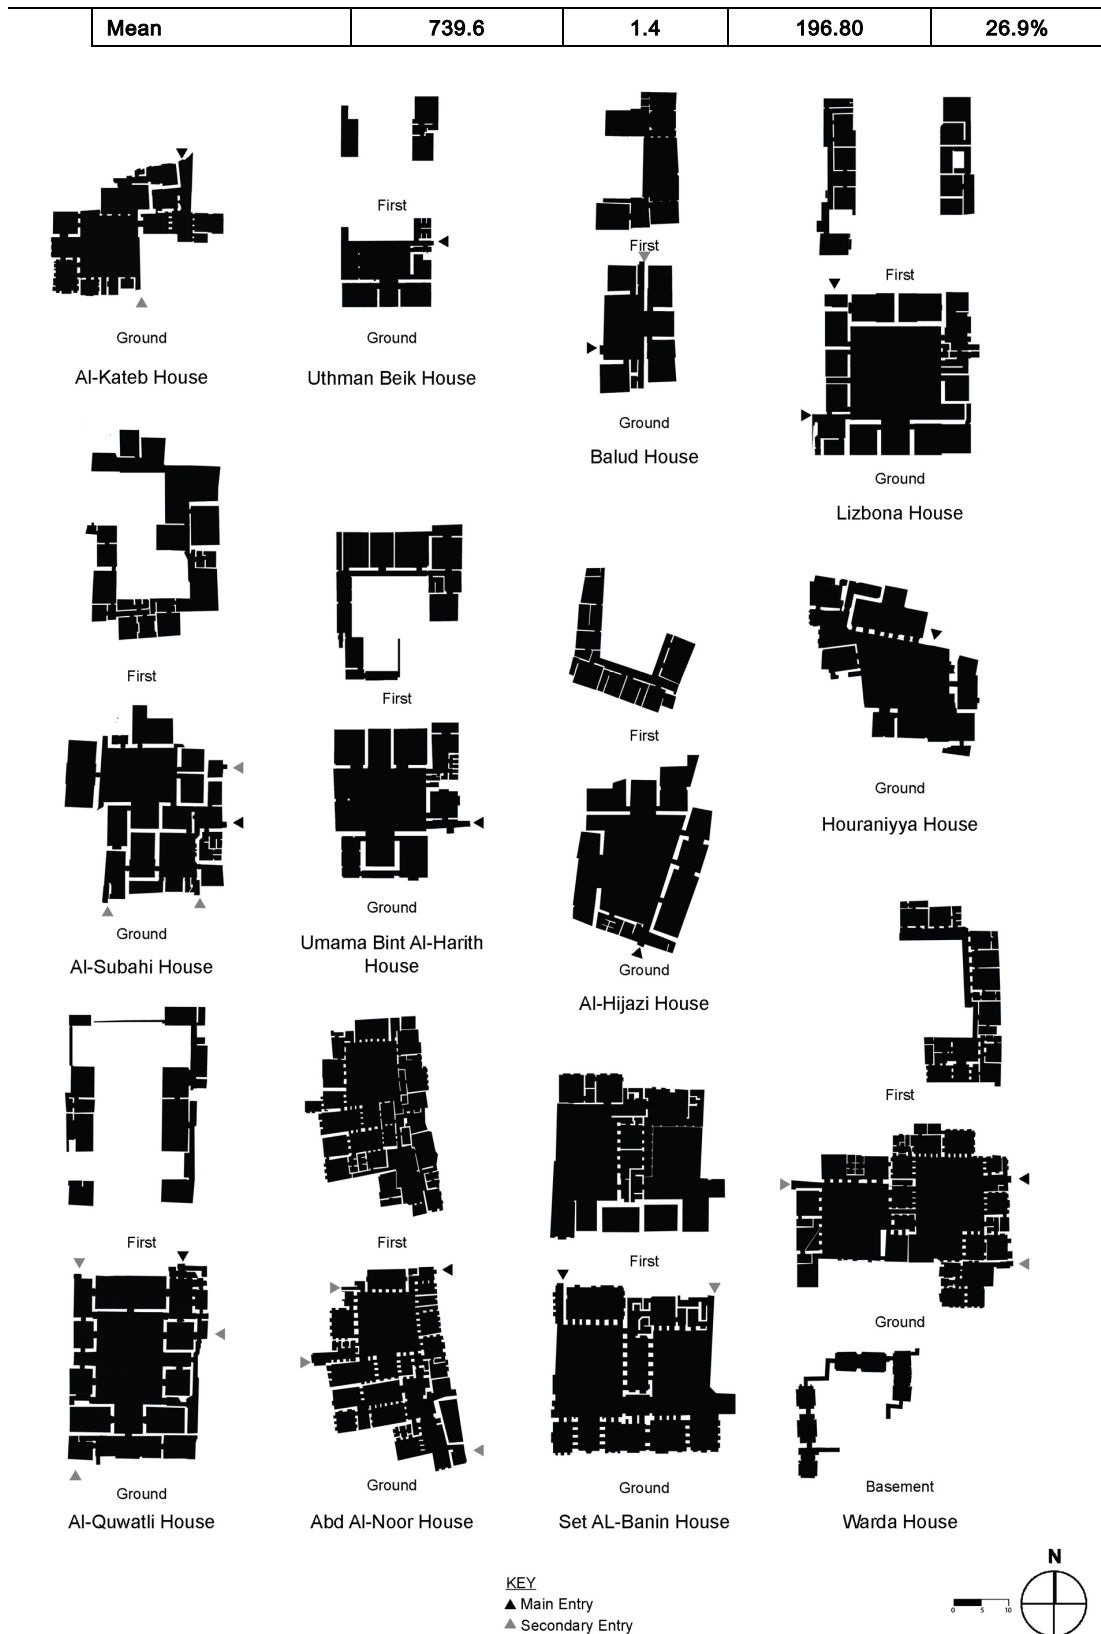 Mean 739.6 1.4 196.80 26.9%
First
First
First
First
Ground
Ground
Ground
Ground
Al-Kateb House
Uthman Beik House
Balud House
Lizbona House
First
First
First
Ground
Houraniyya House
Ground
Ground
Ground
Al-Subahi House
Umama Bint Al-Harith
House
Al-Hijazi House
First
First
First
First
Ground
Ground
Ground
Ground
Basement
Al-Quwatli House
Abd Al-Noor House
Set AL-Banin House
Warda House
KEY
Main Entry
Secondary Entry
N
0 5 10